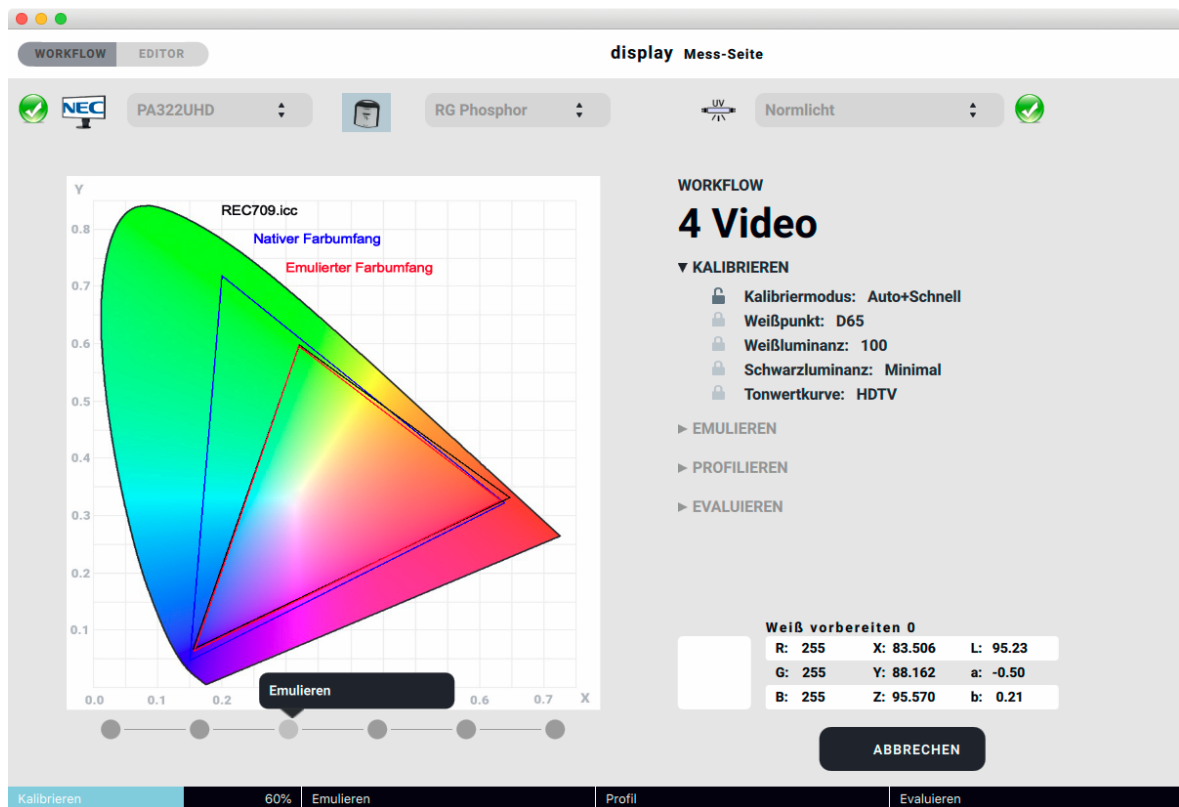 WORKFLOW EDITOR display Mess-Seite
NEC PA322UHD RG Phosphor UV Normlicht
Y
REC709.icc
Nativer Farbumfang
Emulierter Farbumfang
0.8
0.7
0.6
0.5
0.4
0.3
0.2
0.1
0.0 0.1 0.2 0.6 0.7 X
Emulieren
WORKFLOW
4 Video
▼ KALIBRIEREN
Kalibriermodus: Auto+Schnell
Weißpunkt: D65
Weißluminanz: 100
Schwarzluminanz: Minimal
Tonwertkurve: HDTV
▶ EMULIEREN
▶ PROFILIEREN
▶ EVALUIEREN
Weiß vorbereiten 0
R: 255 X: 83.506 L: 95.23
G: 255 Y: 88.162 a: -0.50
B: 255 Z: 95.570 b: 0.21
ABBRECHEN
Kalibrieren 60% Emulieren Profil Evaluieren